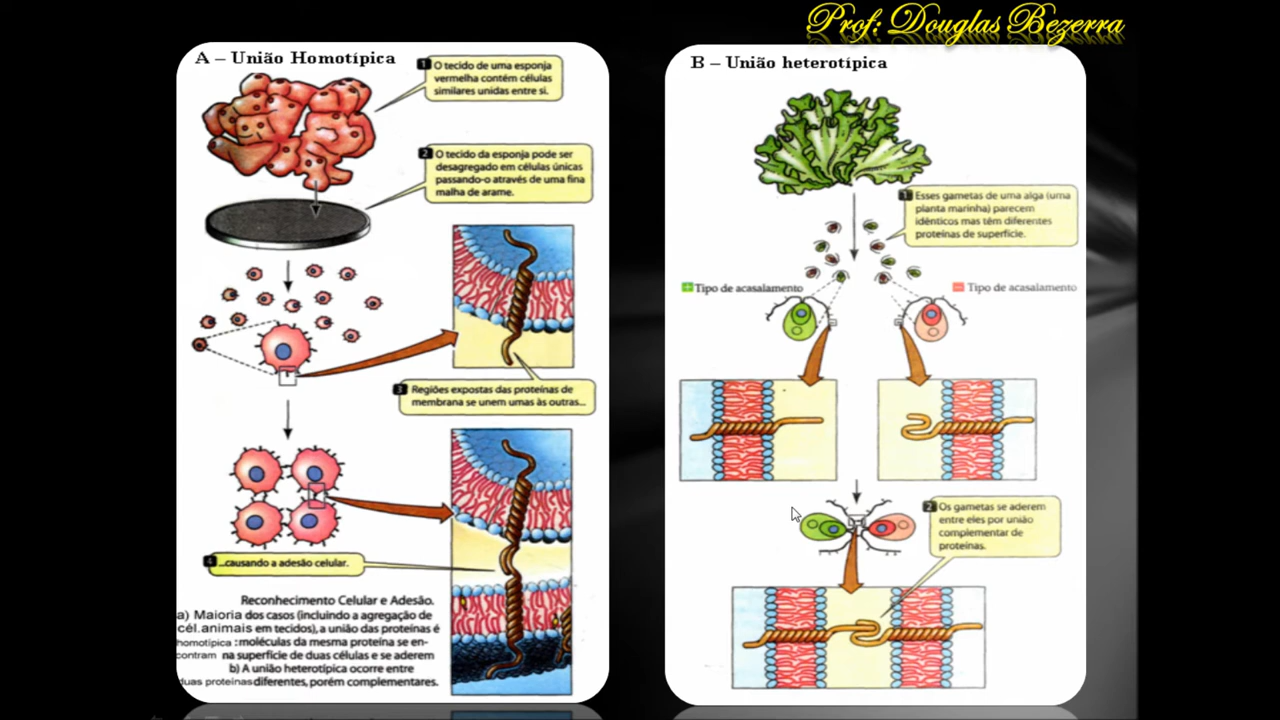 Prof: Douglas Bezerra
A – União Homotípica
1 O tecido de uma esponja
vermelha contém células
similares unidas entre si.
2 O tecido da esponja pode ser
desagregado em células únicas
passando-o através de uma fina
malha de arame.
3 Regiões expostas das proteínas de
membrana se unem umas às outras...
4 ...causando a adesão celular.
Reconhecimento Celular e Adesão.
a) Maioria dos casos (incluindo a agregação de
cél.animais em tecidos), a união das proteínas é
homotípica : moléculas da mesma proteína se en-
contram na superfície de duas células e se aderem
b) A união heterotípica ocorre entre
duas proteínas diferentes, porém complementares.
B – União heterotípica
1 Esses gametas de uma alga (uma
planta marinha) parecem
idênticos mas têm diferentes
proteínas de superfície.
+ Tipo de acasalamento
– Tipo de acasalamento
2 Os gametas se aderem
entre eles por união
complementar de
proteínas.